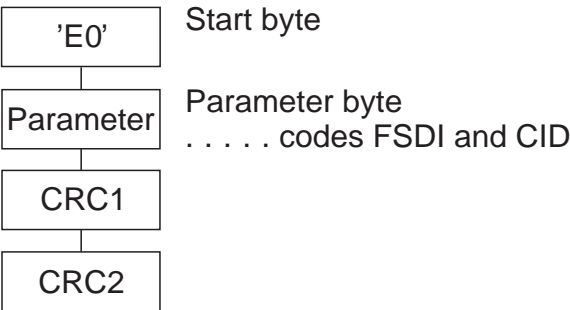 ’E0’ Start byte
Parameter Parameter byte
. . . . . codes FSDI and CID
CRC1
CRC2